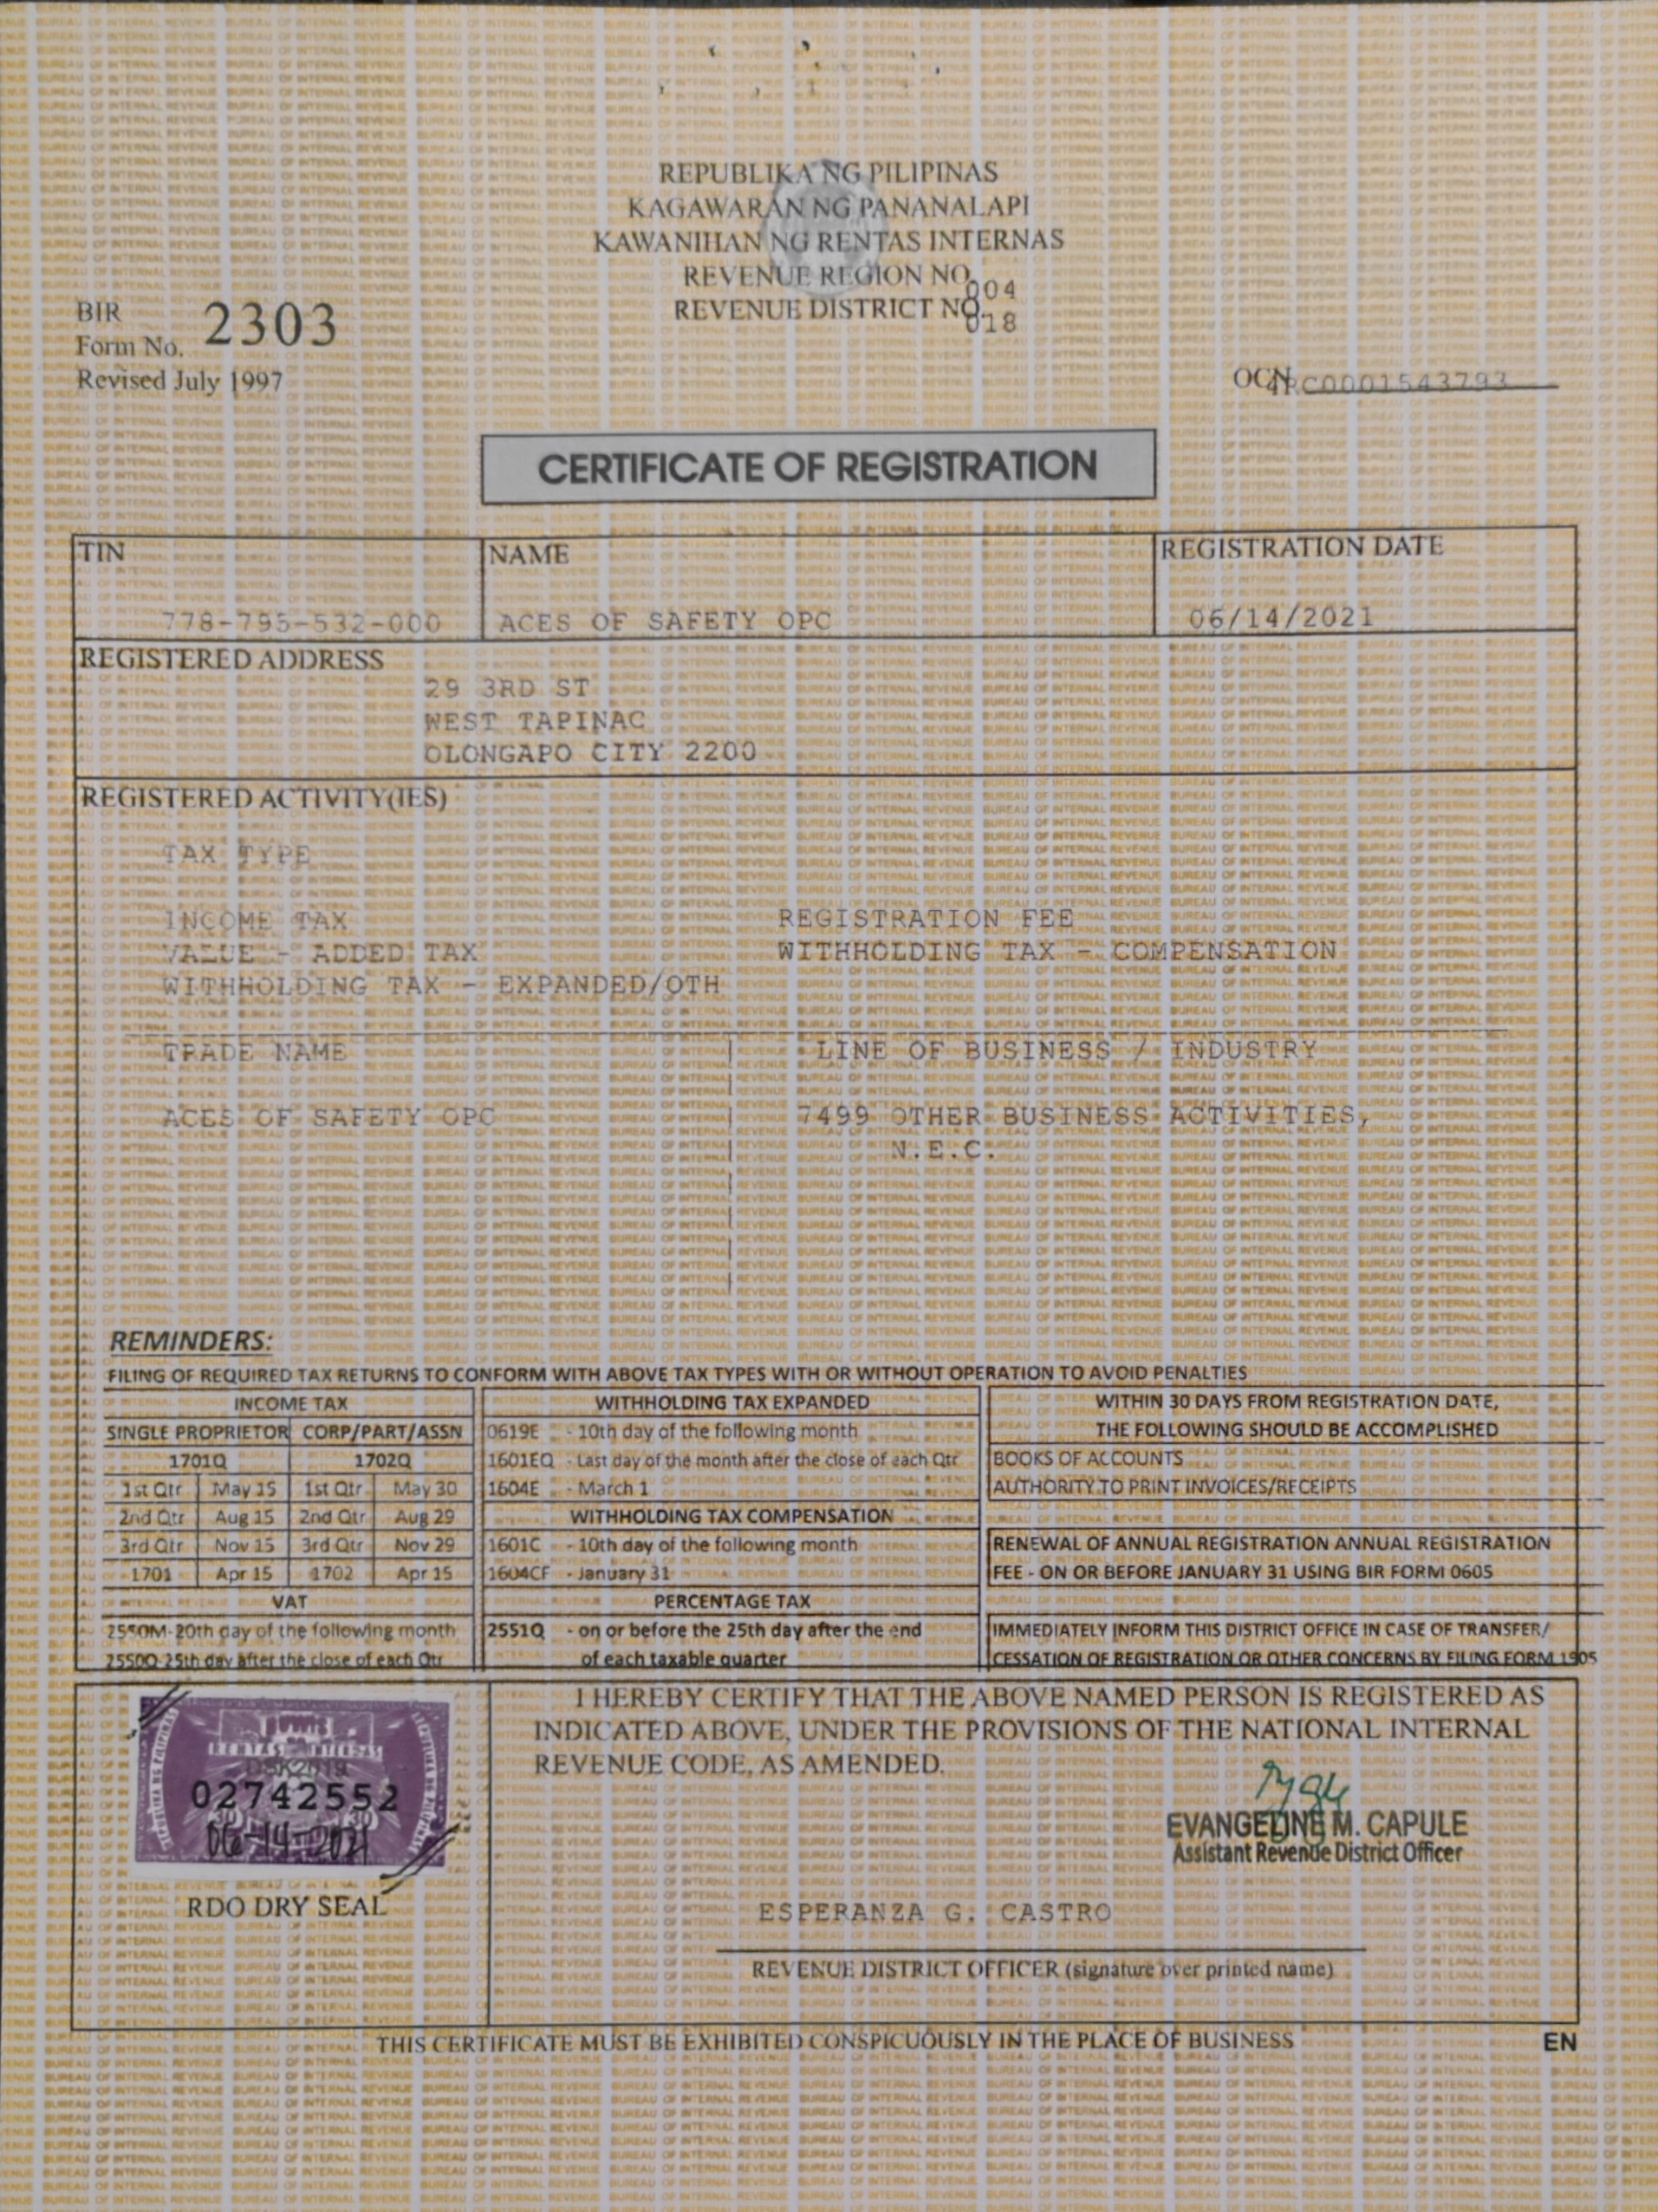 REPUBLIKA NG PILIPINAS
KAGAWARAN NG PANANALAPI
KAWANIHAN NG RENTAS INTERNAS
REVENUE REGION NO. 004
REVENUE DISTRICT NO. 018
BIR
Form No. 2303
Revised July 1997
OCN 4RC0001543793
CERTIFICATE OF REGISTRATION
TIN NAME REGISTRATION DATE
778-795-532-000 ACES OF SAFETY OPC 06/14/2021
REGISTERED ADDRESS
29 3RD ST
WEST TAPINAC
OLONGAPO CITY 2200
REGISTERED ACTIVITY(IES)
TAX TYPE
INCOME TAX REGISTRATION FEE
VALUE - ADDED TAX WITHHOLDING TAX - COMPENSATION
WITHHOLDING TAX - EXPANDED/OTH
TRADE NAME LINE OF BUSINESS / INDUSTRY
ACES OF SAFETY OPC 7499 OTHER BUSINESS ACTIVITIES,
N.E.C.
REMINDERS:
FILING OF REQUIRED TAX RETURNS TO CONFORM WITH ABOVE TAX TYPES WITH OR WITHOUT OPERATION TO AVOID PENALTIES
INCOME TAX
SINGLE PROPRIETOR CORP/PART/ASSN
1701Q 1702Q
1st Qtr May 15 1st Qtr May 30
2nd Qtr Aug 15 2nd Qtr Aug 29
3rd Qtr Nov 15 3rd Qtr Nov 29
1701 Apr 15 1702 Apr 15
VAT
2550M-20th day of the following month
2550Q-25th day after the close of each Qtr
WITHHOLDING TAX EXPANDED
0619E - 10th day of the following month
1601EQ - Last day of the month after the close of each Qtr
1604E - March 1
WITHHOLDING TAX COMPENSATION
1601C - 10th day of the following month
1604CF - January 31
PERCENTAGE TAX
2551Q - on or before the 25th day after the end
of each taxable quarter
WITHIN 30 DAYS FROM REGISTRATION DATE,
THE FOLLOWING SHOULD BE ACCOMPLISHED
BOOKS OF ACCOUNTS
AUTHORITY TO PRINT INVOICES/RECEIPTS
RENEWAL OF ANNUAL REGISTRATION ANNUAL REGISTRATION
FEE - ON OR BEFORE JANUARY 31 USING BIR FORM 0605
IMMEDIATELY INFORM THIS DISTRICT OFFICE IN CASE OF TRANSFER/
CESSATION OF REGISTRATION OR OTHER CONCERNS BY FILING FORM 1905
RENTAS INTERNAS
02742552
06-14-2021
RDO DRY SEAL
I HEREBY CERTIFY THAT THE ABOVE NAMED PERSON IS REGISTERED AS
INDICATED ABOVE, UNDER THE PROVISIONS OF THE NATIONAL INTERNAL
REVENUE CODE, AS AMENDED.
EVANGELINE M. CAPULE
Assistant Revenue District Officer
ESPERANZA G. CASTRO
REVENUE DISTRICT OFFICER (signature over printed name)
THIS CERTIFICATE MUST BE EXHIBITED CONSPICUOUSLY IN THE PLACE OF BUSINESS EN